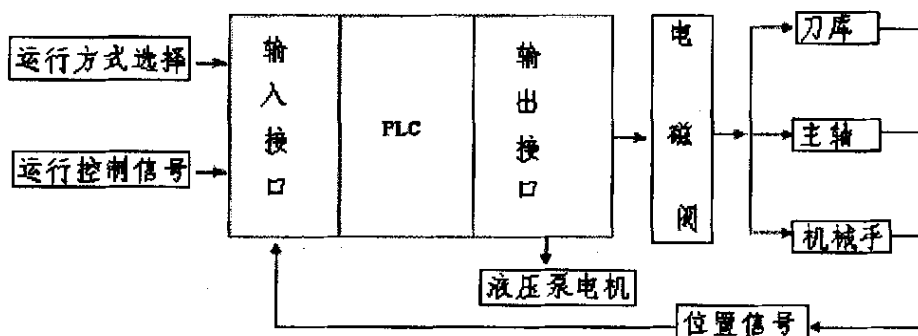 运行方式选择
运行控制信号
输入接口
PLC
输出接口
电磁阀
刀库
主轴
机械手
液压泵电机
位置信号